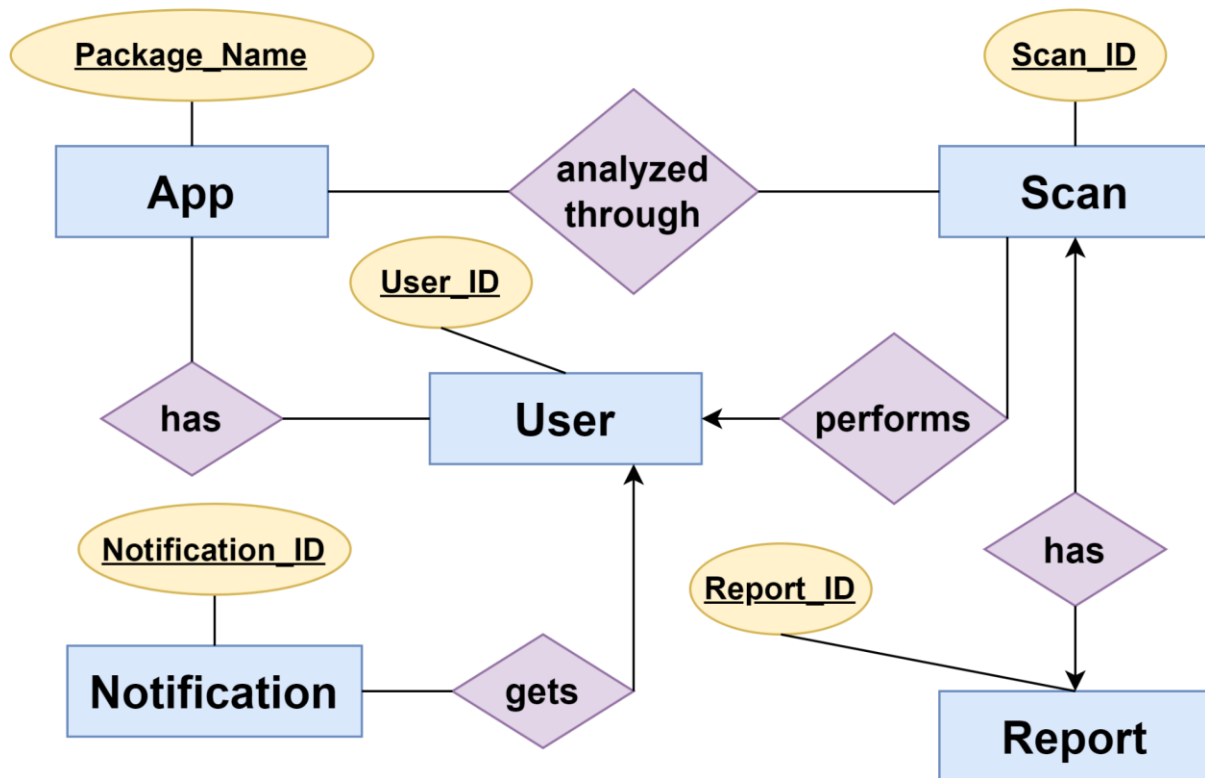 Package_Name
Scan_ID
App
analyzed
through
Scan
User_ID
has
User
performs
Notification_ID
has
Report_ID
Notification
gets
Report